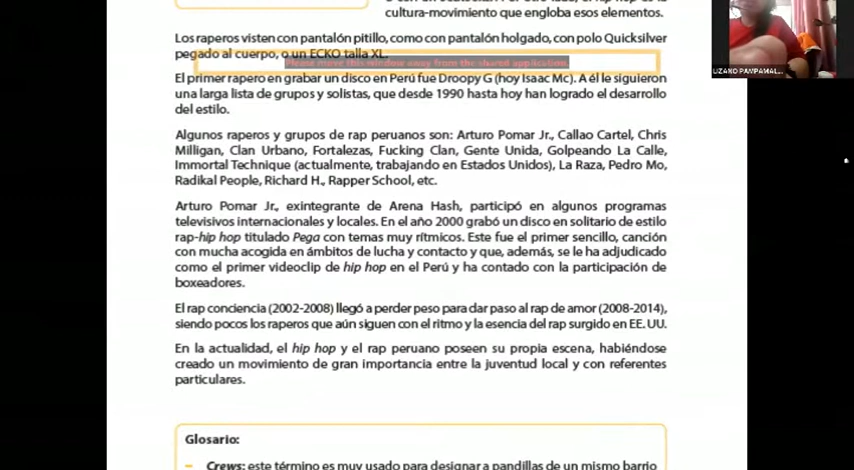 cultura-movimiento que engloba esos elementos.
Los raperos visten con pantalón pitillo, como con pantalón holgado, con polo Quicksilver
pegado al cuerpo, o un ECKO talla XL.
Please move this window away from the shared application.
El primer rapero en grabar un disco en Perú fue Droopy G (hoy Isaac Mc). A él le siguieron
una larga lista de grupos y solistas, que desde 1990 hasta hoy han logrado el desarrollo
del estilo.
Algunos raperos y grupos de rap peruanos son: Arturo Pomar Jr., Callao Cartel, Chris
Milligan, Clan Urbano, Fortalezas, Fucking Clan, Gente Unida, Golpeando La Calle,
Immortal Technique (actualmente, trabajando en Estados Unidos), La Raza, Pedro Mo,
Radikal People, Richard H., Rapper School, etc.
Arturo Pomar Jr., exintegrante de Arena Hash, participó en algunos programas
televisivos internacionales y locales. En el año 2000 grabó un disco en solitario de estilo
rap-hip hop titulado Pega con temas muy rítmicos. Este fue el primer sencillo, canción
con mucha acogida en ámbitos de lucha y contacto y que, además, se le ha adjudicado
como el primer videoclip de hip hop en el Perú y ha contado con la participación de
boxeadores.
El rap conciencia (2002-2008) llegó a perder peso para dar paso al rap de amor (2008-2014),
siendo pocos los raperos que aún siguen con el ritmo y la esencia del rap surgido en EE. UU.
En la actualidad, el hip hop y el rap peruano poseen su propia escena, habiéndose
creado un movimiento de gran importancia entre la juventud local y con referentes
particulares.
Glosario:
– Crews: este término es muy usado para designar a pandillas de un mismo barrio
LIZANO PAMPAMAL...